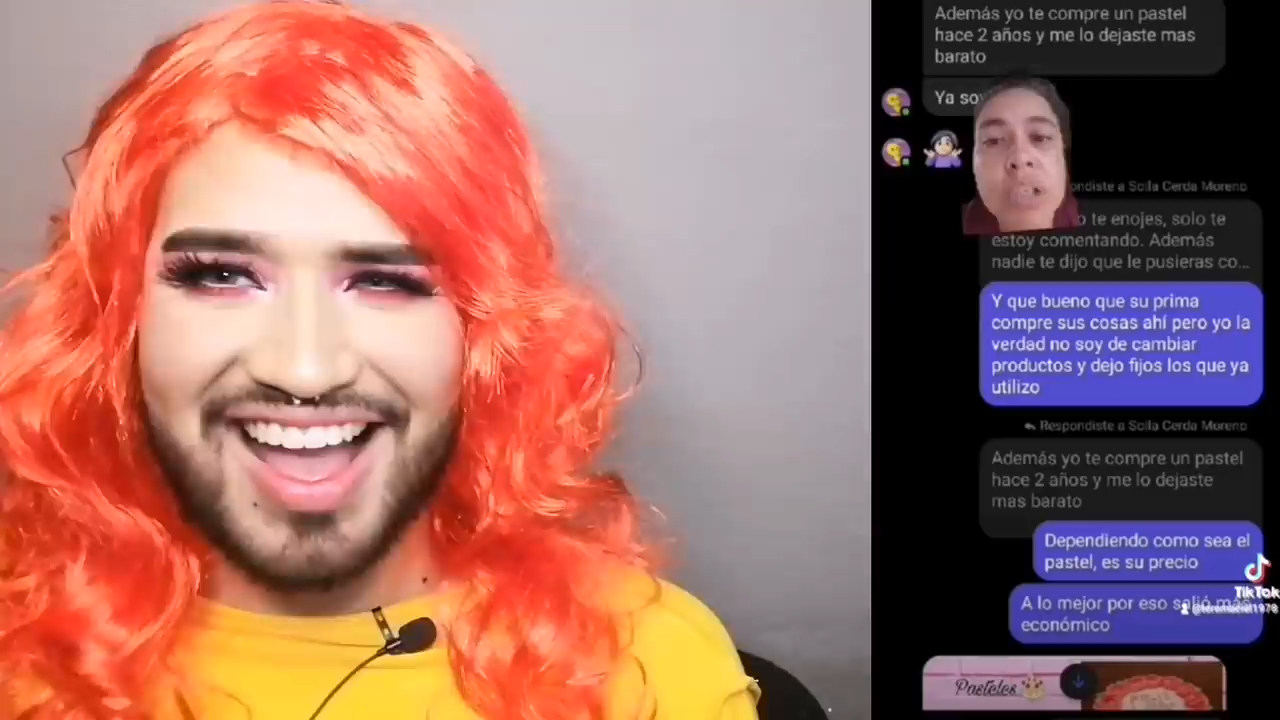 Además yo te compre un pastel
hace 2 años y me lo dejaste mas
barato
Ya soy
Respondiste a Soila Cerda Moreno
te enojes, solo te
estoy comentando. Además
nadie te dijo que le pusieras co...
Y que bueno que su prima
compre sus cosas ahí pero yo la
verdad no soy de cambiar
productos y dejo fijos los que ya
utilizo
Respondiste a Soila Cerda Moreno
Además yo te compre un pastel
hace 2 años y me lo dejaste
mas barato
Dependiendo como sea el
pastel, es su precio
TikTok
A lo mejor por eso salió más
económico
Pasteles